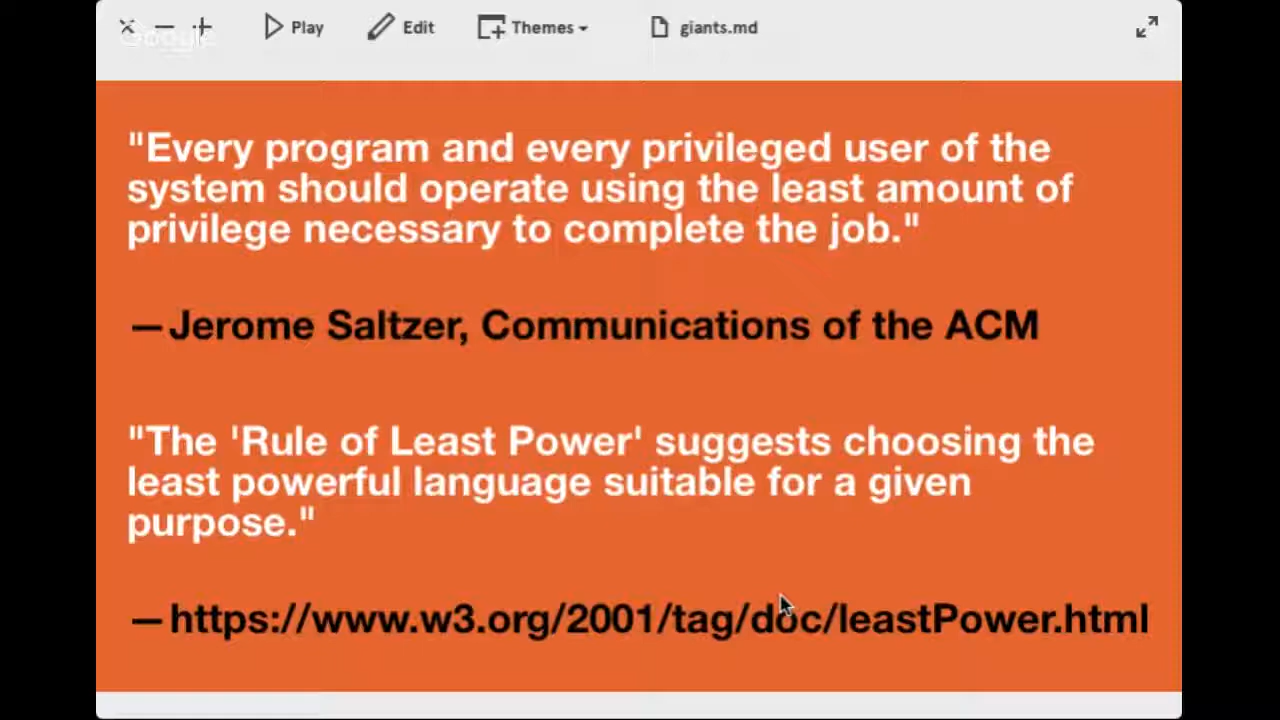 Play Edit Themes giants.md
Google
"Every program and every privileged user of the
system should operate using the least amount of
privilege necessary to complete the job."
—Jerome Saltzer, Communications of the ACM
"The 'Rule of Least Power' suggests choosing the
least powerful language suitable for a given
purpose."
—https://www.w3.org/2001/tag/doc/leastPower.html